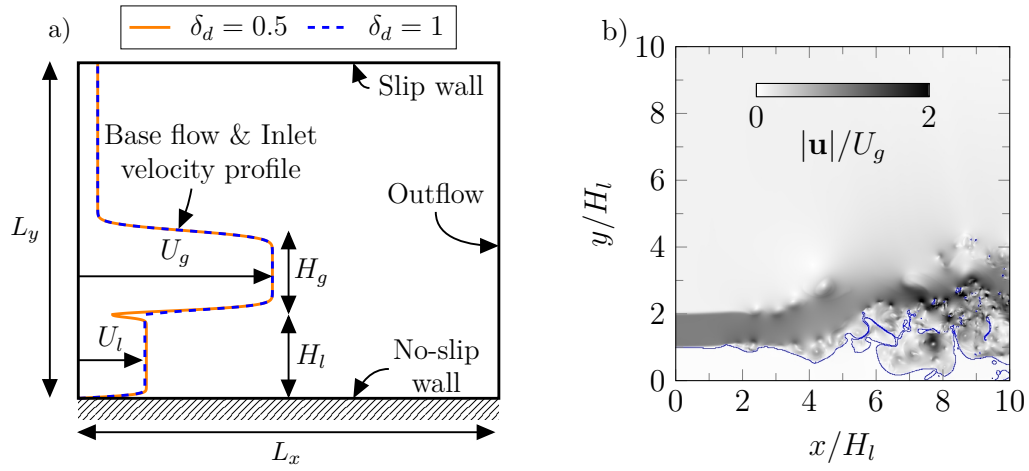 a)
δ_d = 0.5 δ_d = 1
Slip wall
Base flow & Inlet
velocity profile
Outflow
L_y
U_g
H_g
U_l
H_l
No-slip
wall
L_x
b)
10
8
6
4
2
0
y/H_l
0 2
|u|/U_g
0 2 4 6 8 10
x/H_l